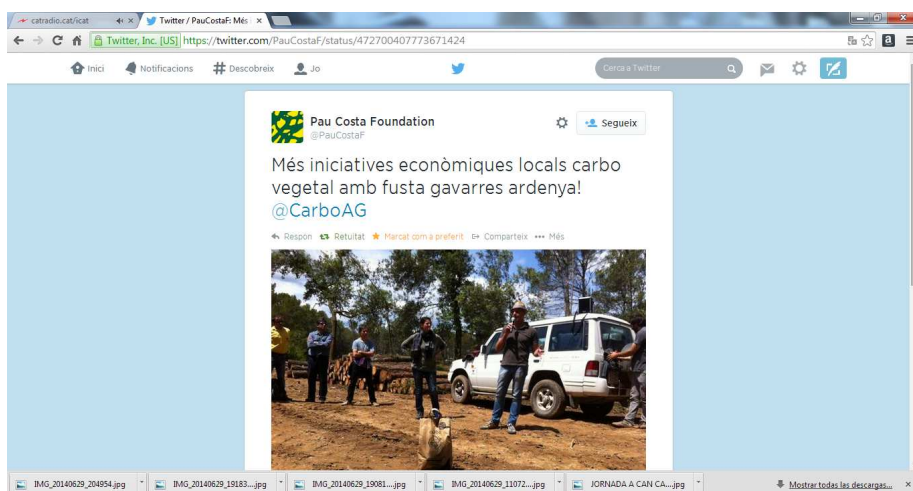 catradio.cat/icat
Twitter / PauCostaF: Més
Twitter, Inc. [US] https://twitter.com/PauCostaF/status/472700407773671424
Inici Notificacions Descobreix Jo Cerca a Twitter
Pau Costa Foundation
@PauCostaF
Segueix
Més iniciatives econòmiques locals carbo
vegetal amb fusta gavarres ardenya!
@CarboAG
Respon Retuitat Marcat com a preferit Comparteix Més
IMG_20140629_204954.jpg IMG_20140629_19183....jpg IMG_20140629_19081....jpg IMG_20140629_11072....jpg JORNADA A CAN CA....jpg Mostrar todas las descargas...